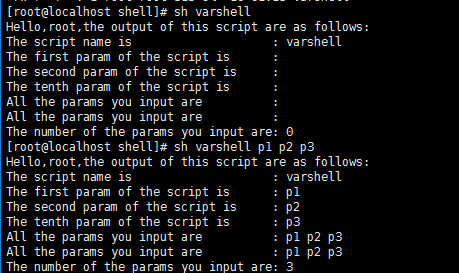 [root@localhost shell]# sh varshell
Hello,root,the output of this script are as follows:
The script name is                    : varshell
The first param of the script is      :
The second param of the script is     :
The tenth param of the script is      :
All the params you input are          :
All the params you input are          :
The number of the params you input are: 0
[root@localhost shell]# sh varshell p1 p2 p3
Hello,root,the output of this script are as follows:
The script name is                    : varshell
The first param of the script is      : p1
The second param of the script is     : p2
The tenth param of the script is      : p3
All the params you input are          : p1 p2 p3
All the params you input are          : p1 p2 p3
The number of the params you input are: 3